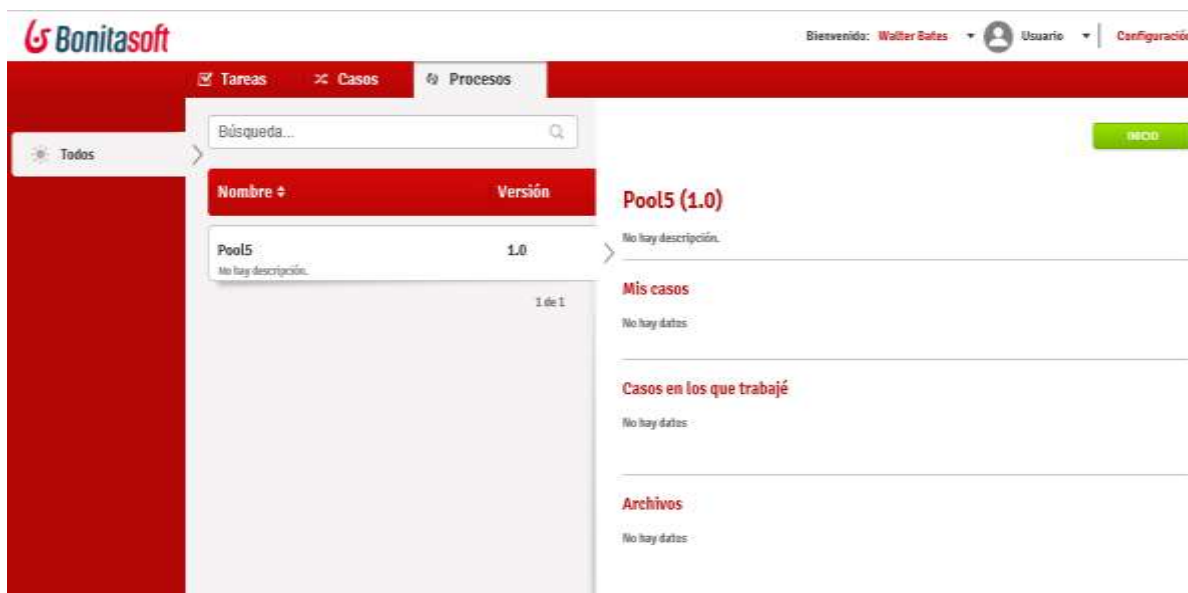 Bonitasoft
Bienvenido: Walter Bates Usuario Configuración
Tareas Casos Procesos
Todos
Búsqueda...
INICIO
Nombre Versión
Pool5 1.0
No hay descripción.
1 de 1
Pool5 (1.0)
No hay descripción.
Mis casos
No hay datos
Casos en los que trabajé
No hay datos
Archivos
No hay datos